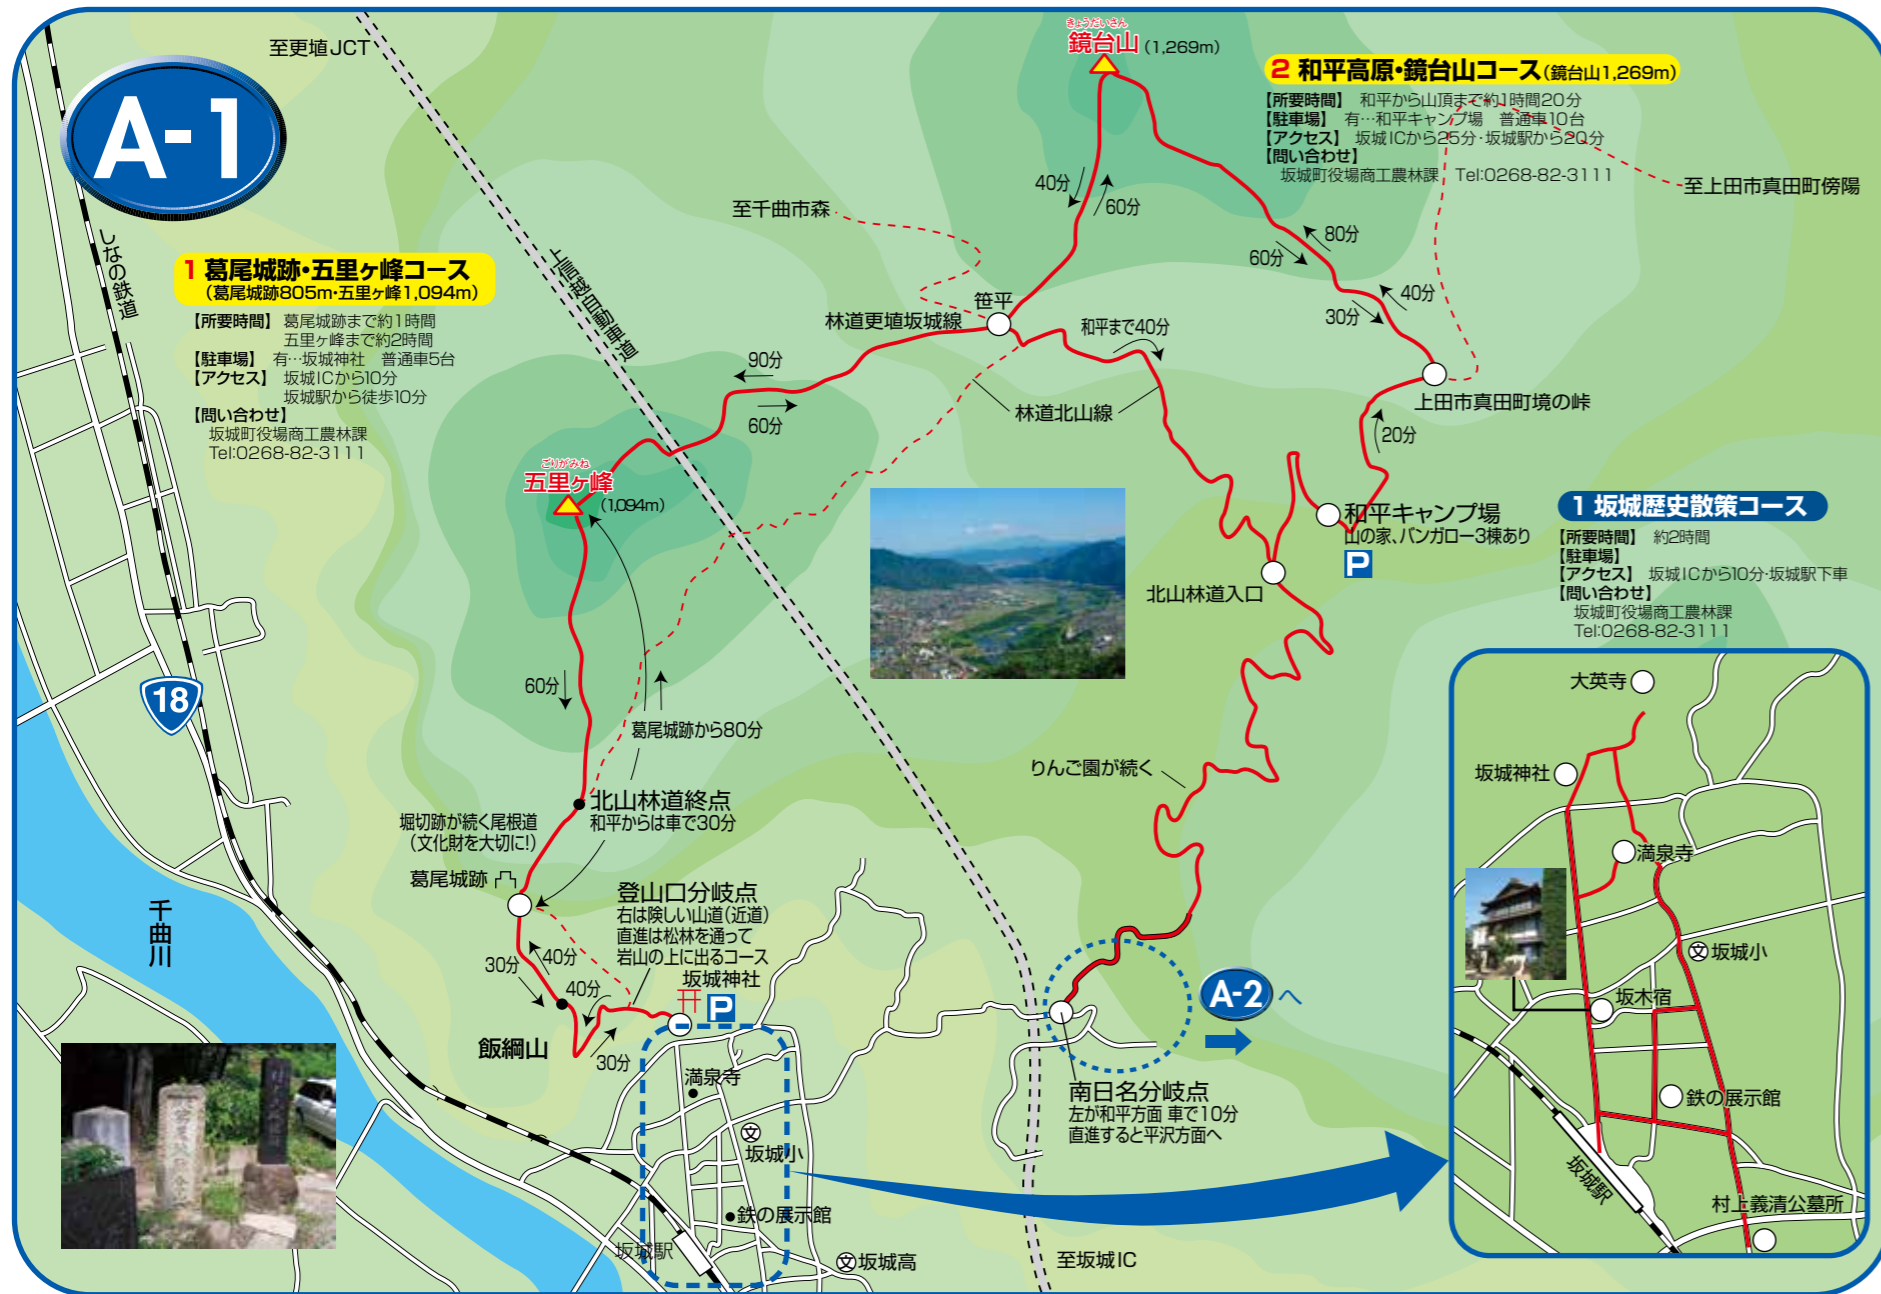 A-1
至更埴JCT
しなの鉄道
上信越自動車道
18
千曲川
1 葛尾城跡・五里ヶ峰コース
(葛尾城跡805m・五里ヶ峰1,094m)
【所要時間】 葛尾城跡まで約1時間
五里ヶ峰まで約2時間
【駐車場】 有…坂城神社 普通車5台
【アクセス】 坂城ICから10分
坂城駅から徒歩10分
【問い合わせ】
坂城町役場商工農林課
Tel:0268-82-3111
きょうだいさん
鏡台山(1,269m)
2 和平高原・鏡台山コース(鏡台山1,269m)
【所要時間】 和平から山頂まで約1時間20分
【駐車場】 有…和平キャンプ場 普通車10台
【アクセス】 坂城ICから25分・坂城駅から20分
【問い合わせ】
坂城町役場商工農林課 Tel:0268-82-3111
至上田市真田町傍陽
至千曲市森
40分
60分
80分
60分
40分
30分
笹平
林道更埴坂城線
和平まで40分
90分
60分
林道北山線
上田市真田町境の峠
20分
ごりがみね
五里ヶ峰
(1,094m)
和平キャンプ場
山の家、バンガロー3棟あり
P
北山林道入口
60分
葛尾城跡から80分
りんご園が続く
北山林道終点
和平からは車で30分
堀切跡が続く尾根道
(文化財を大切に!)
葛尾城跡
登山口分岐点
右は険しい山道(近道)
直進は松林を通って
岩山の上に出るコース
坂城神社
P
30分
40分
40分
30分
飯綱山
満泉寺
文
坂城小
鉄の展示館
坂城駅
文坂城高
至坂城IC
A-2へ
南日名分岐点
左が和平方面 車で10分
直進すると平沢方面へ
1 坂城歴史散策コース
【所要時間】 約2時間
【駐車場】
【アクセス】 坂城ICから10分・坂城駅下車
【問い合わせ】
坂城町役場商工農林課
Tel:0268-82-3111
大英寺
坂城神社
満泉寺
文坂城小
坂木宿
鉄の展示館
坂城駅
村上義清公墓所